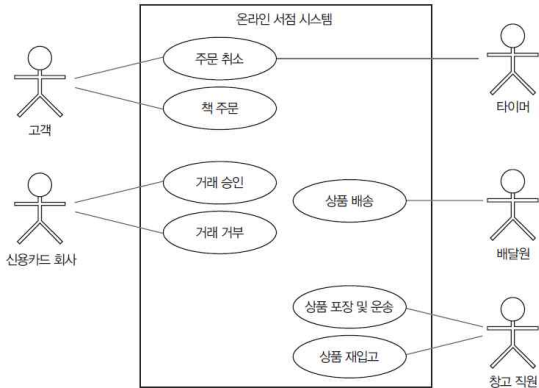 온라인 서점 시스템
주문 취소
책 주문
고객
타이머
거래 승인
거래 거부
신용카드 회사
상품 배송
배달원
상품 포장 및 운송
상품 재입고
창고 직원